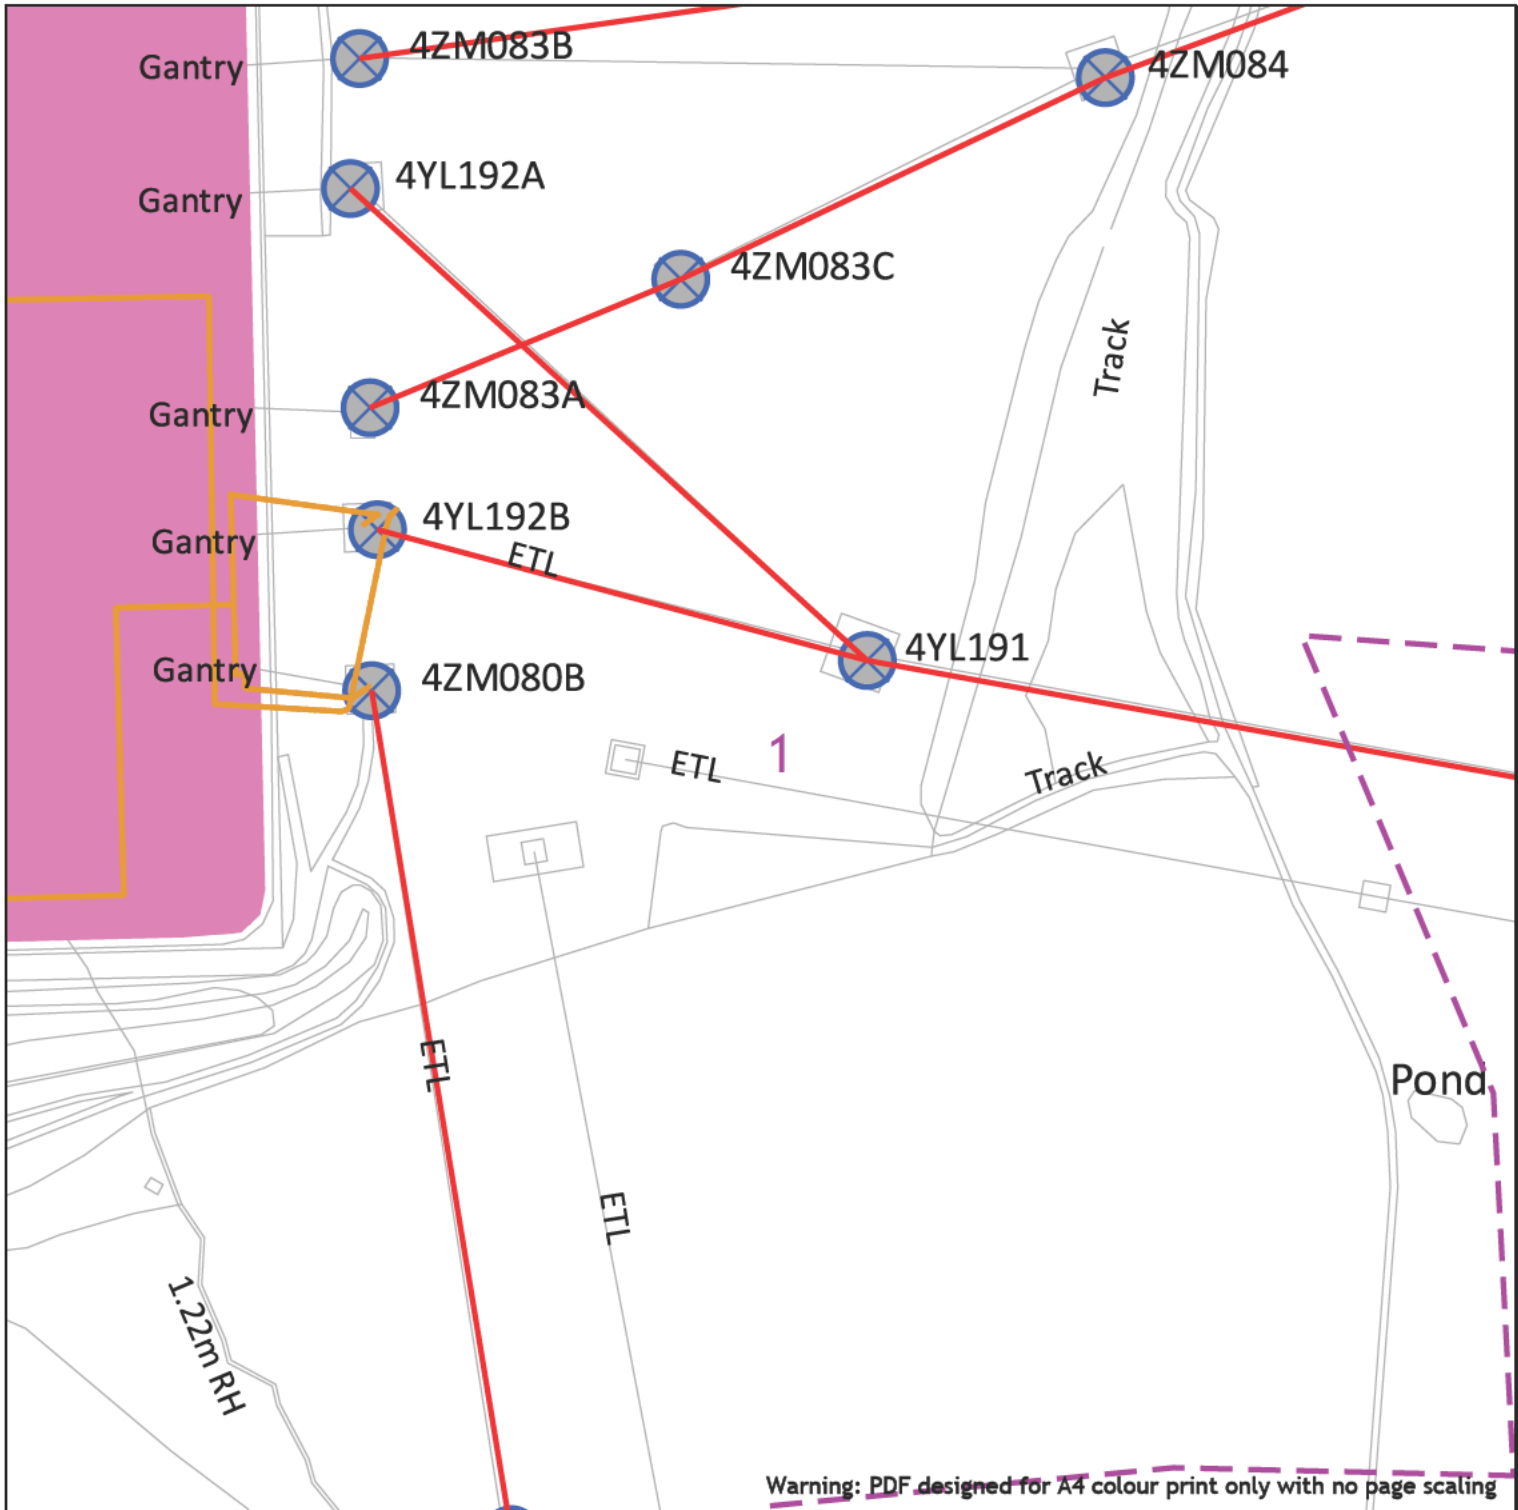 4ZM083B
Gantry
4ZM084
4YL192A
Gantry
4ZM083C
Track
4ZM083A
Gantry
4YL192B
Gantry
ETL
4YL191
Gantry
4ZM080B
1
ETL
Track
ETL
Pond
ETL
1.22m RH
Warning: PDF designed for A4 colour print only with no page scaling